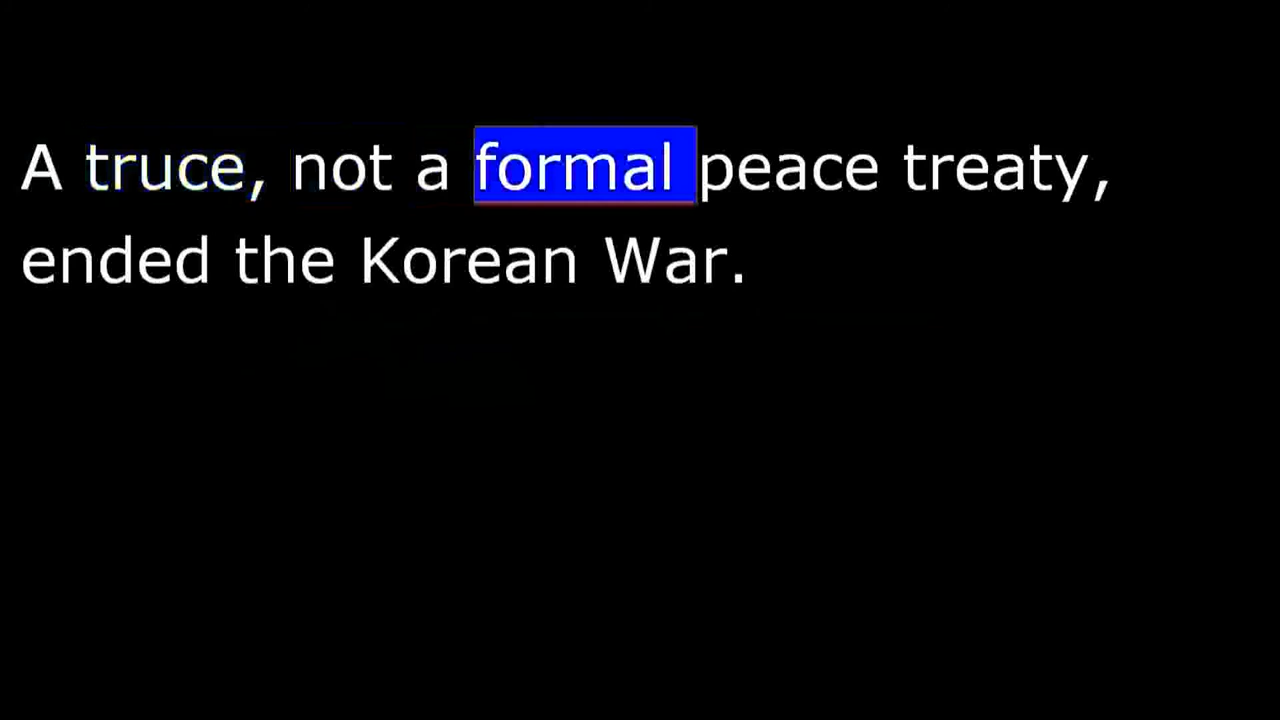 A truce, not a formal peace treaty,
ended the Korean War.